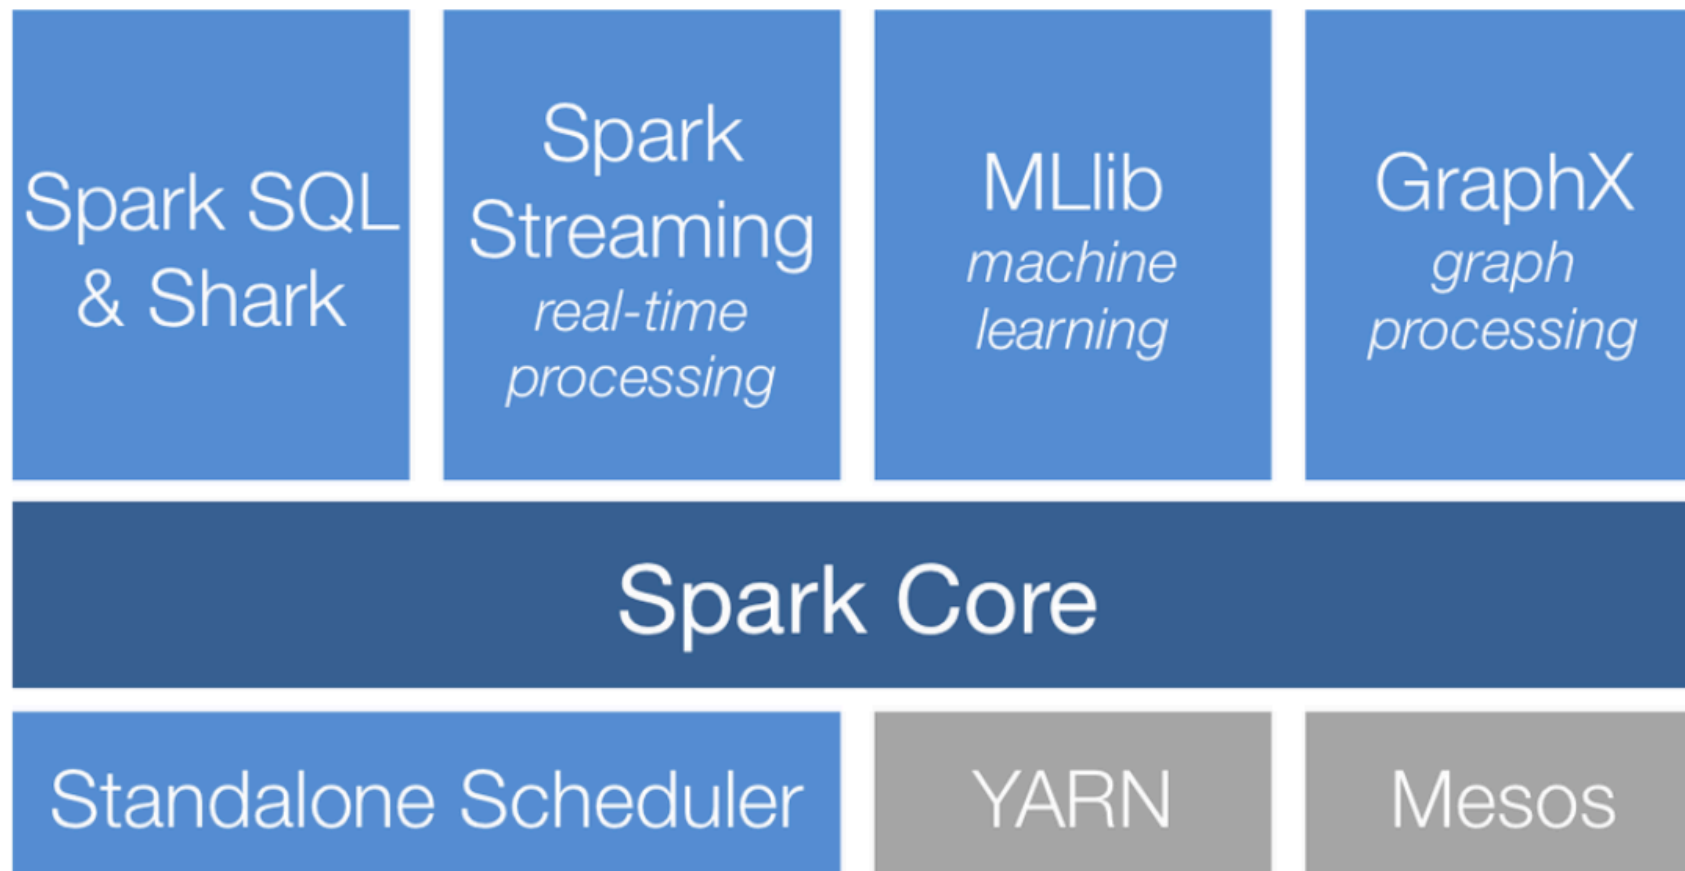 Spark SQL
& Shark
Spark
Streaming
real-time
processing
MLlib
machine
learning
GraphX
graph
processing
Spark Core
Standalone Scheduler
YARN
Mesos